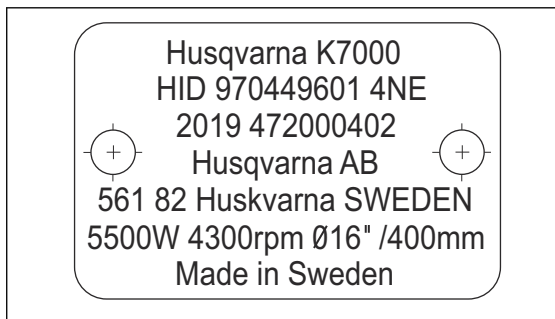 Husqvarna K7000
HID 970449601 4NE
2019 472000402
Husqvarna AB
561 82 Huskvarna SWEDEN
5500W 4300rpm Ø16" /400mm
Made in Sweden